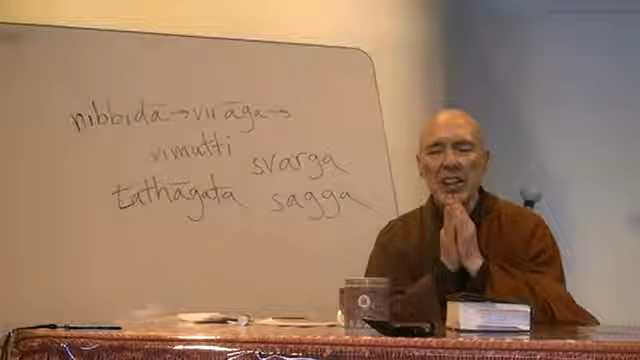 nibbidā → virāga →
vimutti
svarga
tathāgata
sagga